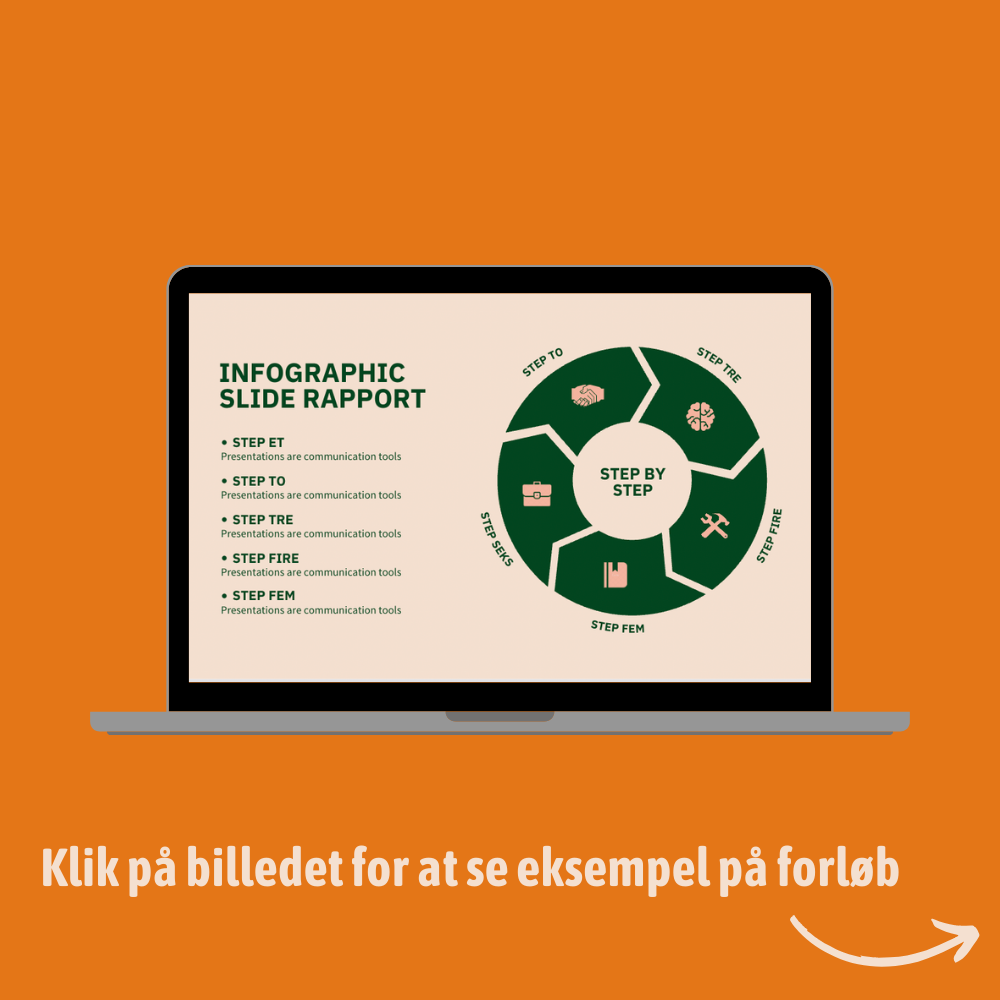 INFOGRAPHIC
SLIDE RAPPORT
• STEP ET
Presentations are communication tools
• STEP TO
Presentations are communication tools
• STEP TRE
Presentations are communication tools
• STEP FIRE
Presentations are communication tools
• STEP FEM
Presentations are communication tools
STEP TO
STEP TRE
STEP BY
STEP
STEP SEKS
STEP FIRE
STEP FEM
Klik på billedet for at se eksempel på forløb